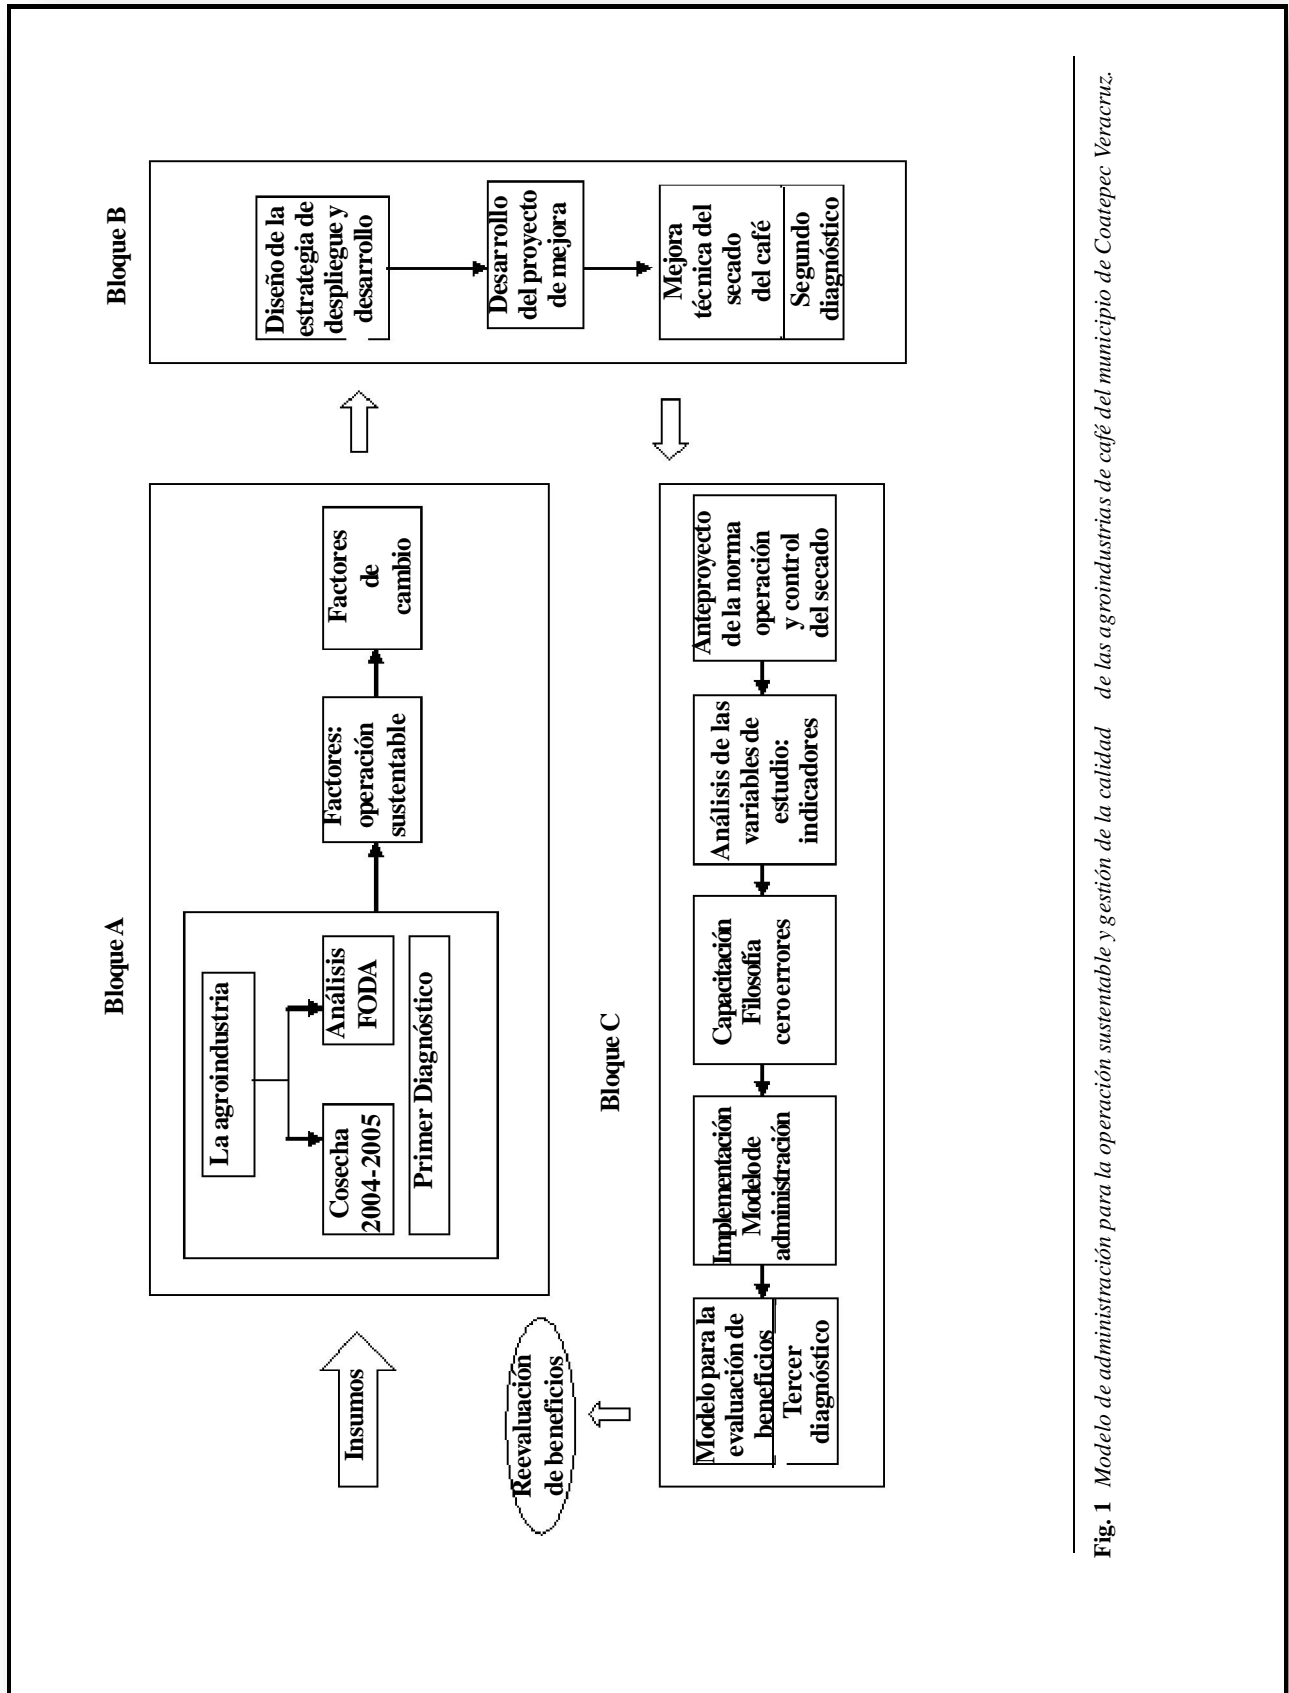 Bloque A
La agroindustria
Cosecha
2004-2005
Análisis
FODA
Primer Diagnóstico
Factores:
operación
sustentable
Factores
de
cambio
Insumos
Bloque B
Diseño de la
estrategia de
despliegue y
desarrollo
Desarrollo
del proyecto
de mejora
Mejora
técnica del
secado
del café
Segundo
diagnóstico
Bloque C
Anteproyecto
de la norma
operación
y control
del secado
Análisis de las
variables de
estudio:
indicadores
Capacitación
Filosofía
cero errores
Implementación
Modelo de
administración
Modelo para la
evaluación de
beneficios
Tercer
diagnóstico
Reevaluación
de beneficios
Fig. 1 Modelo de administración para la operación sustentable y gestión de la calidad de las agroindustrias de café del municipio de Coatepec Veracruz.